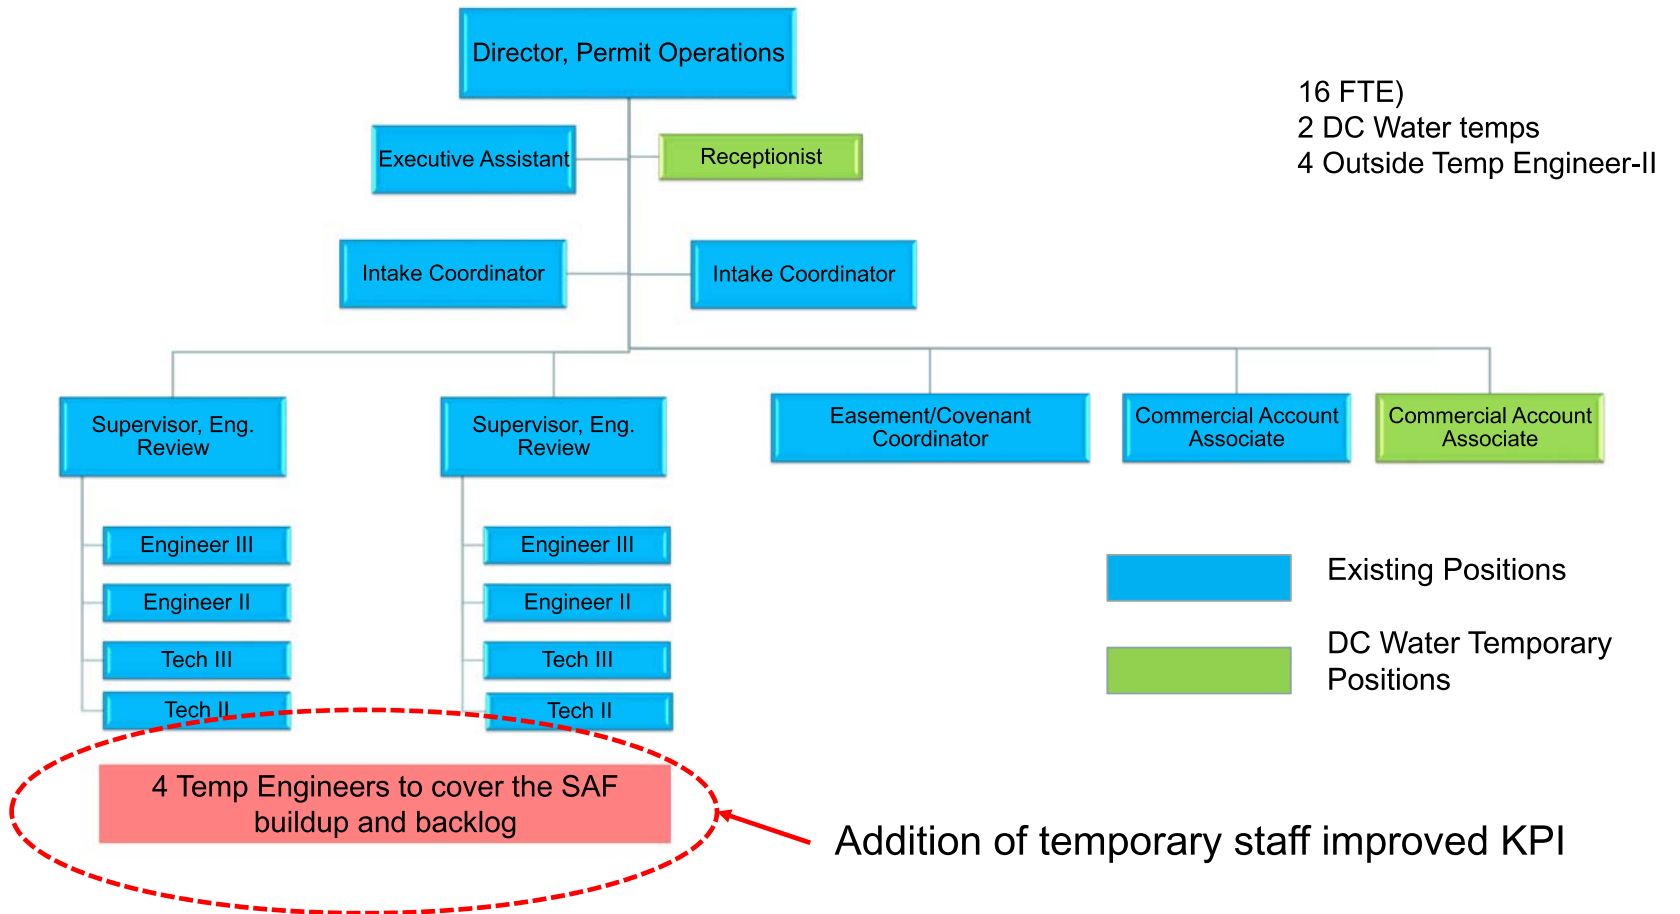 Director, Permit Operations
16 FTE)
2 DC Water temps
4 Outside Temp Engineer-II
Executive Assistant
Receptionist
Intake Coordinator
Intake Coordinator
Supervisor, Eng.
Review
Supervisor, Eng.
Review
Easement/Covenant
Coordinator
Commercial Account
Associate
Commercial Account
Associate
Engineer III
Engineer II
Tech III
Tech II
Engineer III
Engineer II
Tech III
Tech II
Existing Positions
DC Water Temporary
Positions
4 Temp Engineers to cover the SAF
buildup and backlog
Addition of temporary staff improved KPI